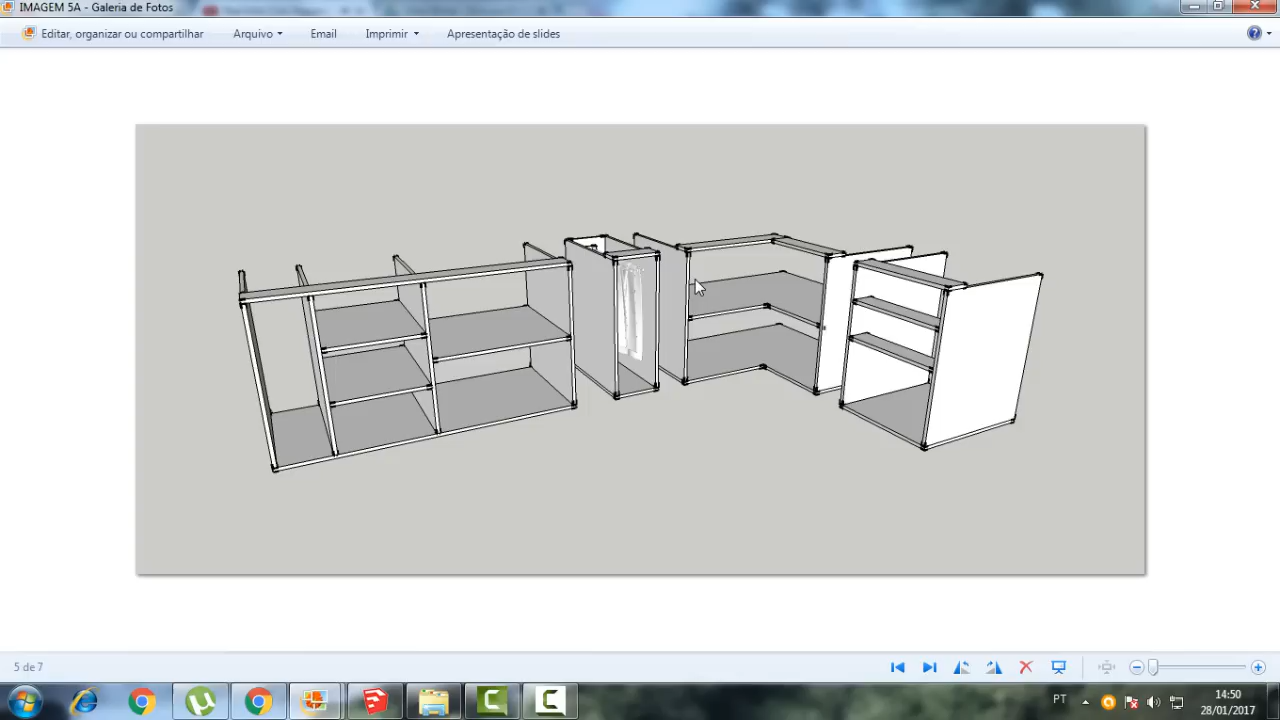 IMAGEM 5A - Galeria de Fotos
Editar, organizar ou compartilhar Arquivo Email Imprimir Apresentação de slides
5 de 7
PT 14:50
28/01/2017